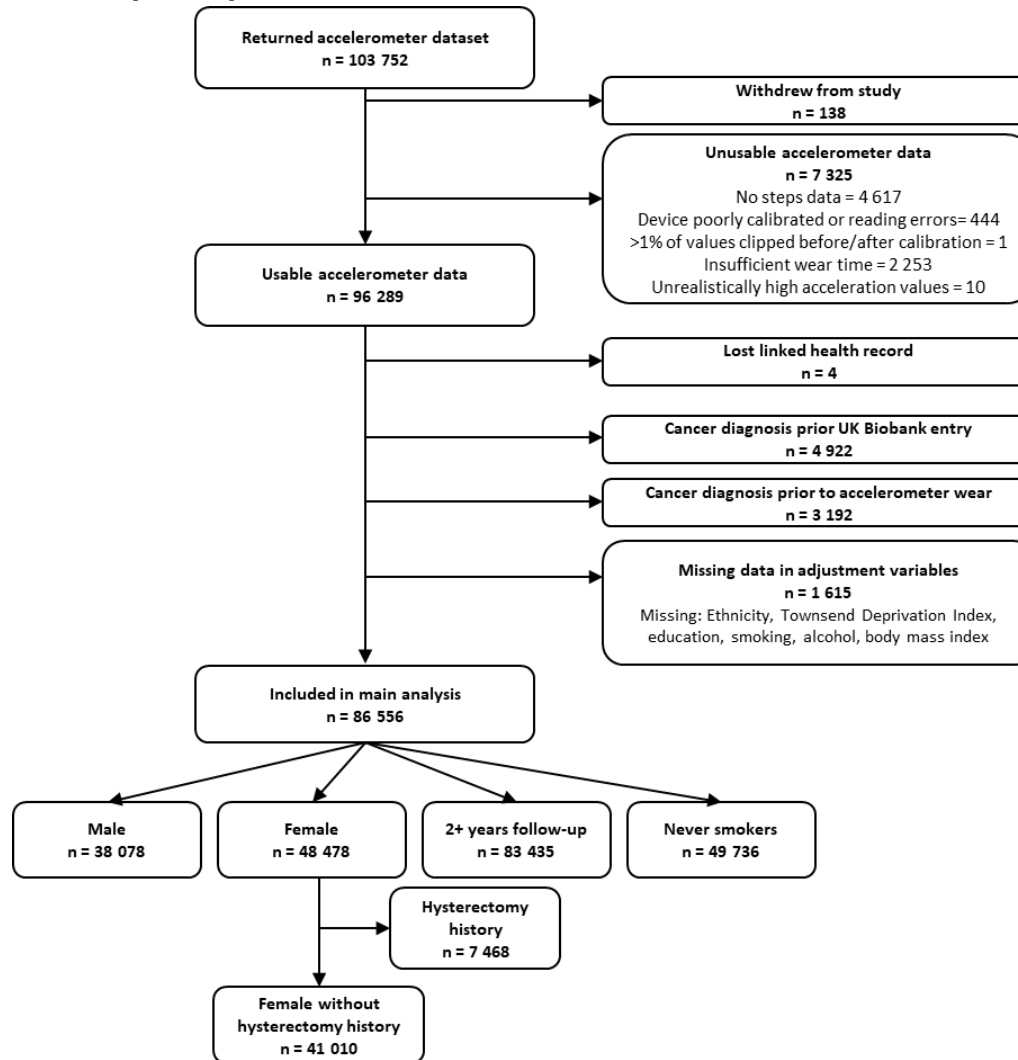 Returned accelerometer dataset
n = 103 752
Withdrew from study
n = 138
Unusable accelerometer data
n = 7 325
No steps data = 4 617
Device poorly calibrated or reading errors= 444
>1% of values clipped before/after calibration = 1
Insufficient wear time = 2 253
Unrealistically high acceleration values = 10
Usable accelerometer data
n = 96 289
Lost linked health record
n = 4
Cancer diagnosis prior UK Biobank entry
n = 4 922
Cancer diagnosis prior to accelerometer wear
n = 3 192
Missing data in adjustment variables
n = 1 615
Missing: Ethnicity, Townsend Deprivation Index,
education, smoking, alcohol, body mass index
Included in main analysis
n = 86 556
Male
n = 38 078
Female
n = 48 478
2+ years follow-up
n = 83 435
Never smokers
n = 49 736
Hysterectomy
history
n = 7 468
Female without
hysterectomy history
n = 41 010